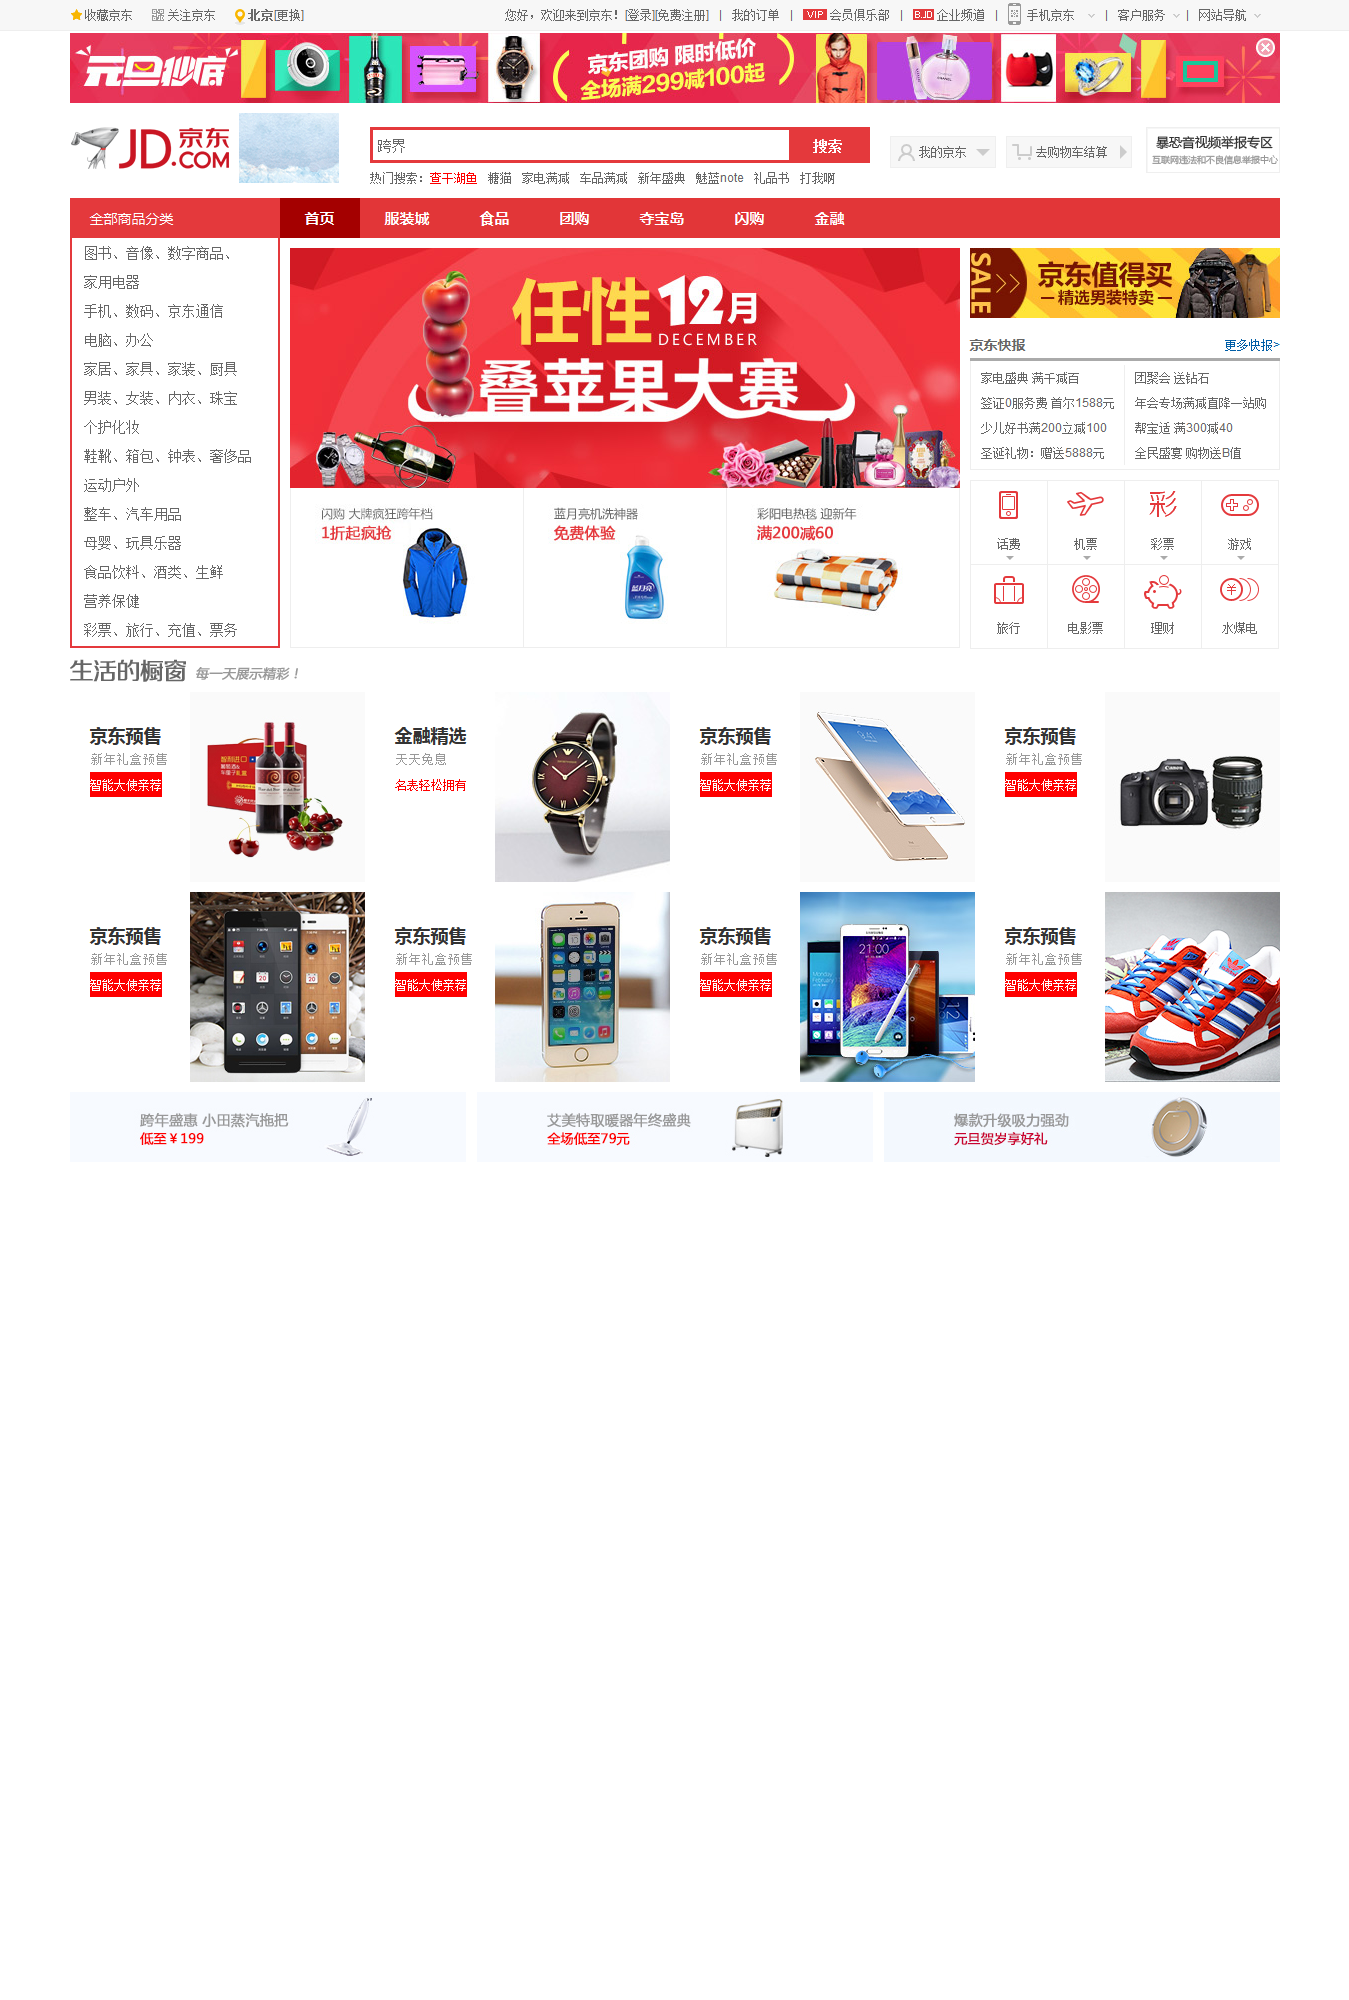 收藏京东 关注京东 北京[更换] 您好，欢迎来到京东！[登录][免费注册] 我的订单 VIP 会员俱乐部 B.JD 企业频道 手机京东 客户服务 网站导航
元旦抄底 京东团购 限时低价
全场满299减100起
JD.京东.COM
跨界 搜索
我的京东 去购物车结算
暴恐音视频举报专区
互联网违法和不良信息举报中心
热门搜索： 查干湖鱼 糖猫 家电满减 车品满减 新年盛典 魅蓝note 礼品书 打我啊
全部商品分类 首页 服装城 食品 团购 夺宝岛 闪购 金融
图书、音像、数字商品、
家用电器
手机、数码、京东通信
电脑、办公
家居、家具、家装、厨具
男装、女装、内衣、珠宝
个护化妆
鞋靴、箱包、钟表、奢侈品
运动户外
整车、汽车用品
母婴、玩具乐器
食品饮料、酒类、生鲜
营养保健
彩票、旅行、充值、票务
任性12月
DECEMBER
叠苹果大赛
闪购 大牌疯狂跨年档
1折起疯抢
蓝月亮机洗神器
免费体验
蓝月亮
彩阳电热毯 迎新年
满200减60
SALE
京东值得买
精选男装特卖
京东快报 更多快报>
家电盛典 满千减百 团聚会 送钻石
签证0服务费 首尔1588元 年会专场满减直降一站购
少儿好书满200立减100 帮宝适 满300减40
圣诞礼物：赠送5888元 全民盛宴 购物送B值
彩
话费 机票 彩票 游戏
旅行 电影票 理财 水煤电
生活的橱窗 每一天展示精彩！
京东预售
新年礼盒预售
智能大使亲荐
金融精选
天天免息
名表轻松拥有
京东预售
新年礼盒预售
智能大使亲荐
京东预售
新年礼盒预售
智能大使亲荐
Canon
京东预售
新年礼盒预售
智能大使亲荐
京东预售
新年礼盒预售
智能大使亲荐
京东预售
新年礼盒预售
智能大使亲荐
21:00
京东预售
新年礼盒预售
智能大使亲荐
跨年盛惠 小田蒸汽拖把
低至￥199
艾美特取暖器年终盛典
全场低至79元
爆款升级吸力强劲
元旦贺岁享好礼